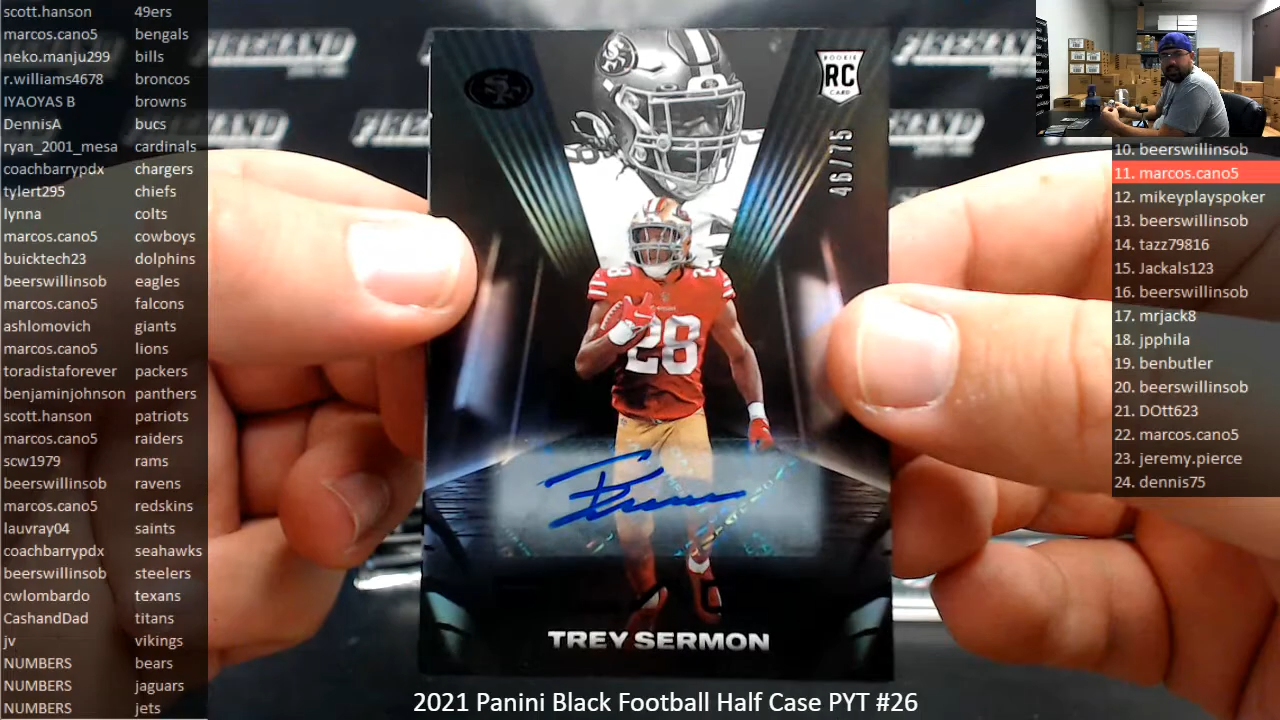 scott.hanson 49ers
marcos.cano5 bengals
neko.manju299 bills
r.williams4678 broncos
IYAOYAS B browns
DennisA bucs
ryan_2001_mesa cardinals
coachbarrypdx chargers
tylert295 chiefs
lynna colts
marcos.cano5 cowboys
buicktech23 dolphins
beerswillinsob eagles
marcos.cano5 falcons
ashlomovich giants
marcos.cano5 lions
toradistaforever packers
benjaminjohnson panthers
scott.hanson patriots
marcos.cano5 raiders
scw1979 rams
beerswillinsob ravens
marcos.cano5 redskins
lauvray04 saints
coachbarrypdx seahawks
beerswillinsob steelers
cwlombardo texans
CashandDad titans
jv vikings
NUMBERS bears
NUMBERS jaguars
NUMBERS jets
FIREHAND
FIREHAND
SF
ROOKIE
RC
CARD
46/75
28
28
TREY SERMON
2021 Panini Black Football Half Case PYT #26
10. beerswillinsob
11. marcos.cano5
12. mikeyplayspoker
13. beerswillinsob
14. tazz79816
15. Jackals123
16. beerswillinsob
17. mrjack8
18. jpphila
19. benbutler
20. beerswillinsob
21. DOtt623
22. marcos.cano5
23. jeremy.pierce
24. dennis75